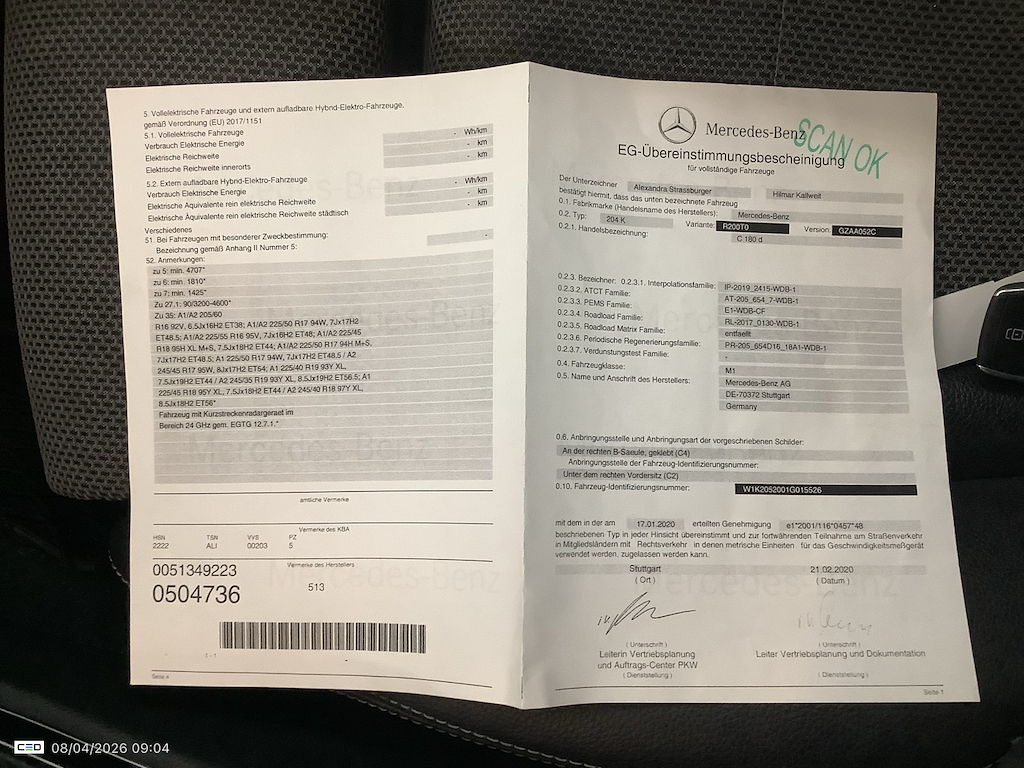 5. Vollelektrische Fahrzeuge und extern aufladbare Hybrid-Elektro-Fahrzeuge.
gemäß Verordnung (EU) 2017/1151
5.1. Vollelektrische Fahrzeuge
Verbrauch Elektrische Energie - Wh/km
Elektrische Reichweite - km
Elektrische Reichweite innerorts - km
5.2. Extern aufladbare Hybrid-Elektro-Fahrzeuge
Verbrauch Elektrische Energie - Wh/km
Elektrische Äquivalente rein elektrische Reichweite - km
Elektrische Äquivalente rein elektrische Reichweite städtisch - km
Verschiedenes
51. Bei Fahrzeugen mit besonderer Zweckbestimmung:
Bezeichnung gemäß Anhang II Nummer 5: -
52. Anmerkungen:
zu 5: min. 4707*
zu 6: min. 1810*
zu 7: min. 1425*
Zu 27.1: 90/3200-4600*
Zu 35: A1/A2 205/60
R16 92V, 6.5Jx16H2 ET38; A1/A2 225/50 R17 94W, 7Jx17H2
ET48.5; A1/A2 225/55 R16 95V, 7Jx16H2 ET48; A1/A2 225/45
R18 95H XL M+S, 7.5Jx18H2 ET44; A1/A2 225/50 R17 94H M+S,
7Jx17H2 ET48.5; A1 225/50 R17 94W, 7Jx17H2 ET48.5 / A2
245/45 R17 95W, 8Jx17H2 ET54; A1 225/40 R19 93Y XL,
7.5Jx19H2 ET44 / A2 245/35 R19 93Y XL, 8.5Jx19H2 ET56.5; A1
225/45 R18 95Y XL, 7.5Jx18H2 ET44 / A2 245/40 R18 97Y XL,
8.5Jx18H2 ET56*
Fahrzeug mit Kurzstreckenradargeraet im
Bereich 24 GHz gem. EGTG 12.7.1.*
amtliche Vermerke
Vermerke des KBA
HSN TSN VVS PZ
2222 ALI 00203 5
Vermerke des Herstellers
0051349223
0504736 513
Seite 4
Mercedes-Benz
SCAN OK
EG-Übereinstimmungsbescheinigung
für vollständige Fahrzeuge
Der Unterzeichner Alexandra Strassburger Hilmar Kallweit
bestätigt hiermit, dass das unten bezeichnete Fahrzeug
0.1. Fabrikmarke (Handelsname des Herstellers): Mercedes-Benz
0.2. Typ: 204 K Variante: R200T0 Version: GZAA052C
0.2.1. Handelsbezeichnung: C 180 d
0.2.3. Bezeichner: 0.2.3.1. Interpolationsfamilie: IP-2019_2415-WDB-1
0.2.3.2. ATCT Familie: AT-205_654_7-WDB-1
0.2.3.3. PEMS Familie: E1-WDB-CF
0.2.3.4. Roadload Familie: RL-2017_0130-WDB-1
0.2.3.5. Roadload Matrix Familie: entfaellt
0.2.3.6. Periodische Regenerierungsfamilie: PR-205_654D16_18A1-WDB-1
0.2.3.7. Verdunstungstest Familie: -
0.4. Fahrzeugklasse: M1
0.5. Name und Anschrift des Herstellers: Mercedes-Benz AG
DE-70372 Stuttgart
Germany
0.6. Anbringungsstelle und Anbringungsart der vorgeschriebenen Schilder:
An der rechten B-Saeule, geklebt (C4)
Anbringungsstelle der Fahrzeug-Identifizierungsnummer:
Unter dem rechten Vordersitz (C2)
0.10. Fahrzeug-Identifizierungsnummer: W1K2052001G015526
mit dem in der am 17.01.2020 erteilten Genehmigung e1*2001/116*0457*48
beschriebenen Typ in jeder Hinsicht übereinstimmt und zur fortwährenden Teilnahme am Straßenverkehr
in Mitgliedsländern mit Rechtsverkehr in denen metrische Einheiten für das Geschwindigkeitsmeßgerät
verwendet werden, zugelassen werden kann.
Stuttgart 21.02.2020
( Ort ) ( Datum )
( Unterschrift ) ( Unterschrift )
Leiterin Vertriebsplanung Leiter Vertriebsplanung und Dokumentation
und Auftrags-Center PKW
( Dienststellung ) ( Dienststellung )
Seite 1
CEO 08/04/2026 09:04